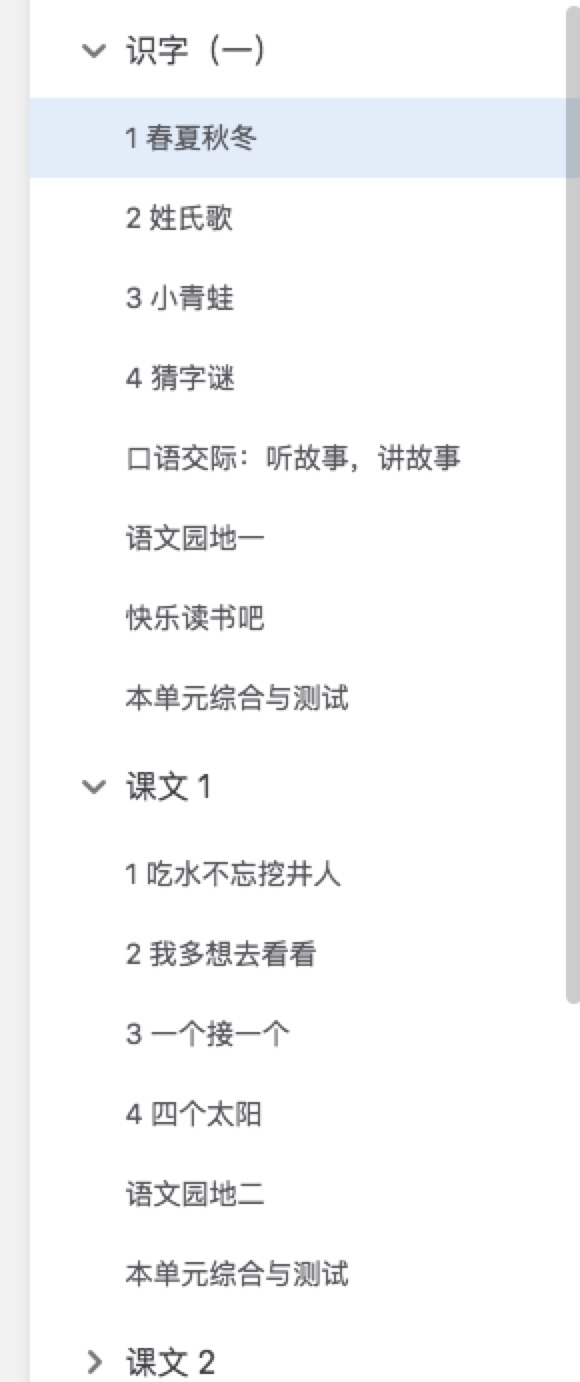 识字（一）
1 春夏秋冬
2 姓氏歌
3 小青蛙
4 猜字谜
口语交际：听故事，讲故事
语文园地一
快乐读书吧
本单元综合与测试
课文 1
1 吃水不忘挖井人
2 我多想去看看
3 一个接一个
4 四个太阳
语文园地二
本单元综合与测试
课文 2